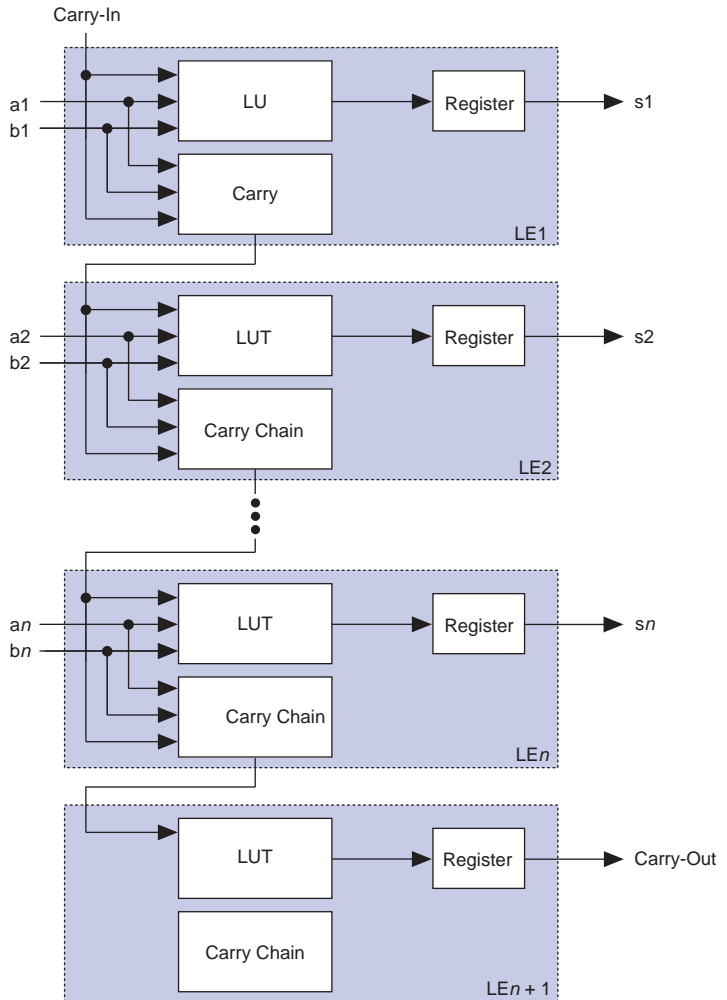 Carry-In
a1
b1
LU
Register
s1
Carry
LE1
a2
b2
LUT
Register
s2
Carry Chain
LE2
an
bn
LUT
Register
sn
Carry Chain
LEn
LUT
Register
Carry-Out
Carry Chain
LEn + 1